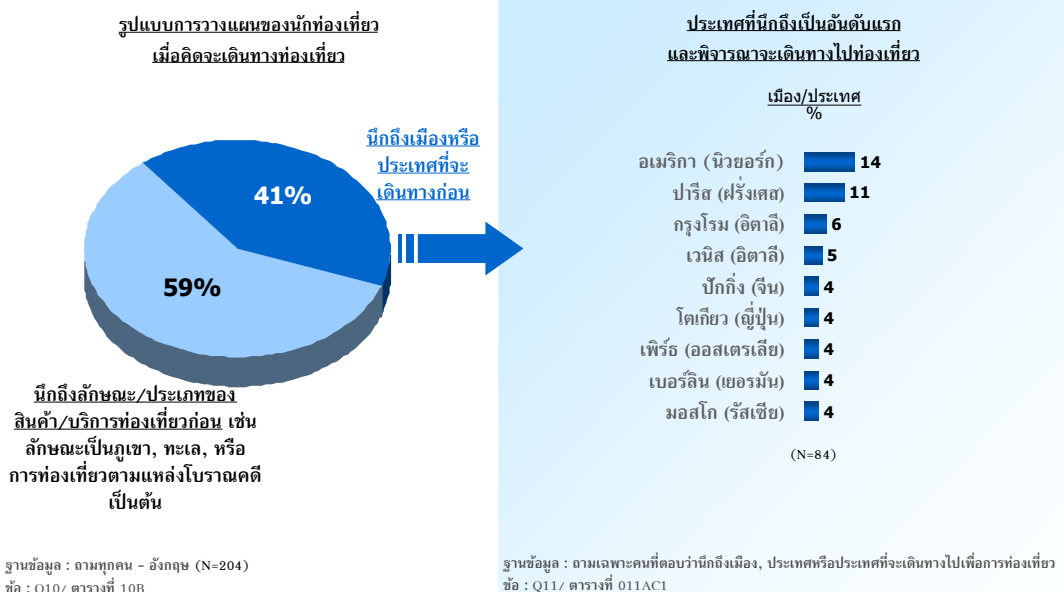 รูปแบบการวางแผนของนักท่องเที่ยว
เมื่อคิดจะเดินทางท่องเที่ยว
41%
59%
นึกถึงเมืองหรือ
ประเทศที่จะ
เดินทางก่อน
นึกถึงลักษณะ/ประเภทของ
สินค้า/บริการท่องเที่ยวก่อน เช่น
ลักษณะเป็นภูเขา, ทะเล, หรือ
การท่องเที่ยวตามแหล่งโบราณคดี
เป็นต้น
ฐานข้อมูล : ถามทุกคน – อังกฤษ (N=204)
ข้อ : Q10/ ตารางที่ 10B
ประเทศที่นึกถึงเป็นอันดับแรก
และพิจารณาจะเดินทางไปท่องเที่ยว
เมือง/ประเทศ
%
อเมริกา (นิวยอร์ก) 14
ปารีส (ฝรั่งเศส) 11
กรุงโรม (อิตาลี) 6
เวนิส (อิตาลี) 5
ปักกิ่ง (จีน) 4
โตเกียว (ญี่ปุ่น) 4
เพิร์ธ (ออสเตรเลีย) 4
เบอร์ลิน (เยอรมัน) 4
มอสโก (รัสเซีย) 4
(N=84)
ฐานข้อมูล : ถามเฉพาะคนที่ตอบว่านึกถึงเมือง, ประเทศหรือประเทศที่จะเดินทางไปเพื่อการท่องเที่ยว
ข้อ : Q11/ ตารางที่ 011AC1